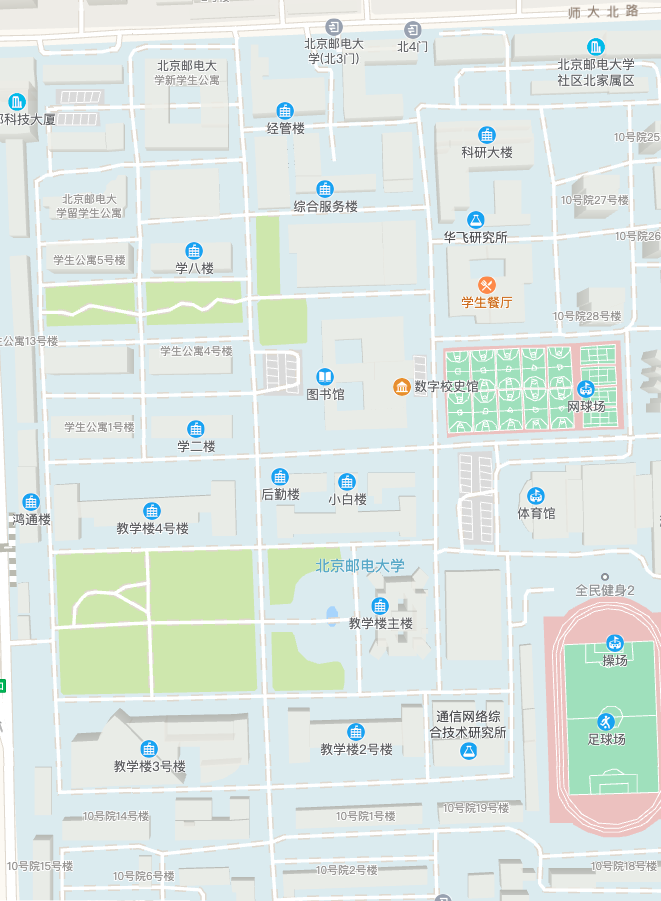 师大北路
北京邮电大
学(北3门)
北4门
北京邮电大学
学新学生公寓
北京邮电大学
社区北家属区
科技大厦
经管楼
10号院25
科研大楼
综合服务楼
北京邮电大
学留学生公寓
10号院27号楼
华飞研究所
10号院26
学生公寓5号楼
学八楼
学生餐厅
10号院28号楼
生公寓13号楼
学生公寓4号楼
图书馆
数字校史馆
网球场
学生公寓1号楼
学二楼
后勤楼
小白楼
鸿通楼
教学楼4号楼
体育馆
北京邮电大学
全民健身2
教学楼主楼
操场
通信网络综
合技术研究所
足球场
教学楼2号楼
教学楼3号楼
10号院14号楼
10号院1号楼
10号院19号楼
10号院15号楼
10号院6号楼
10号院2号楼
10号院18号楼